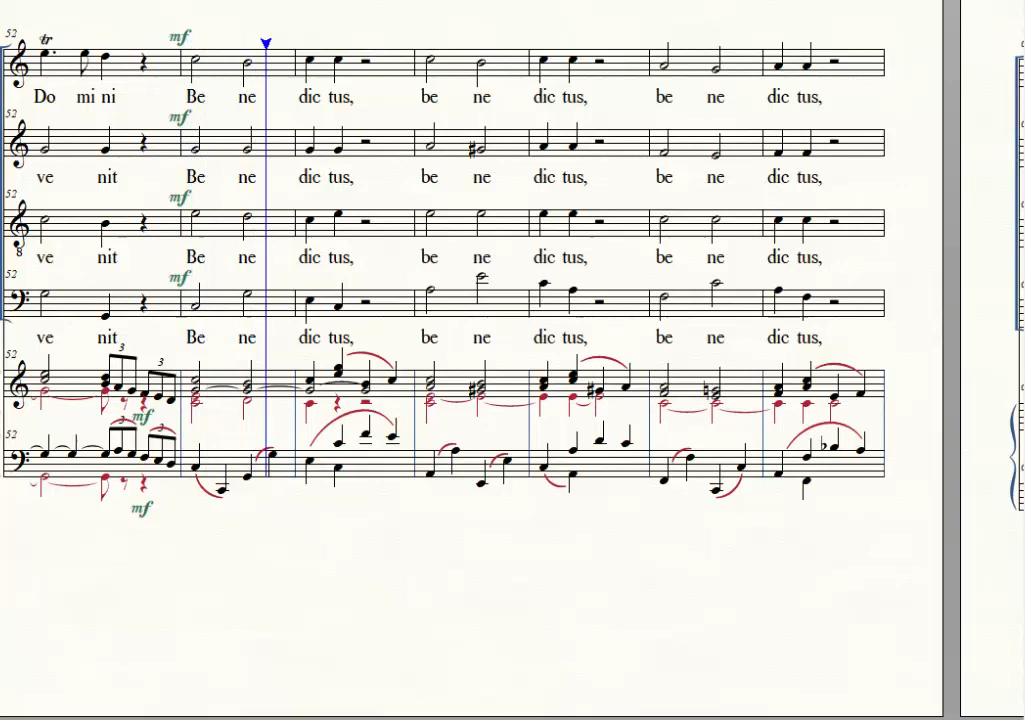 52 tr mf
Do mi ni Be ne dic tus, be ne dic tus, be ne dic tus,
52 mf
ve nit Be ne dic tus, be ne dic tus, be ne dic tus,
52 mf
8
ve nit Be ne dic tus, be ne dic tus, be ne dic tus,
52 mf
ve nit Be ne dic tus, be ne dic tus, be ne dic tus,
52 3 3
mf
52 3 3
mf